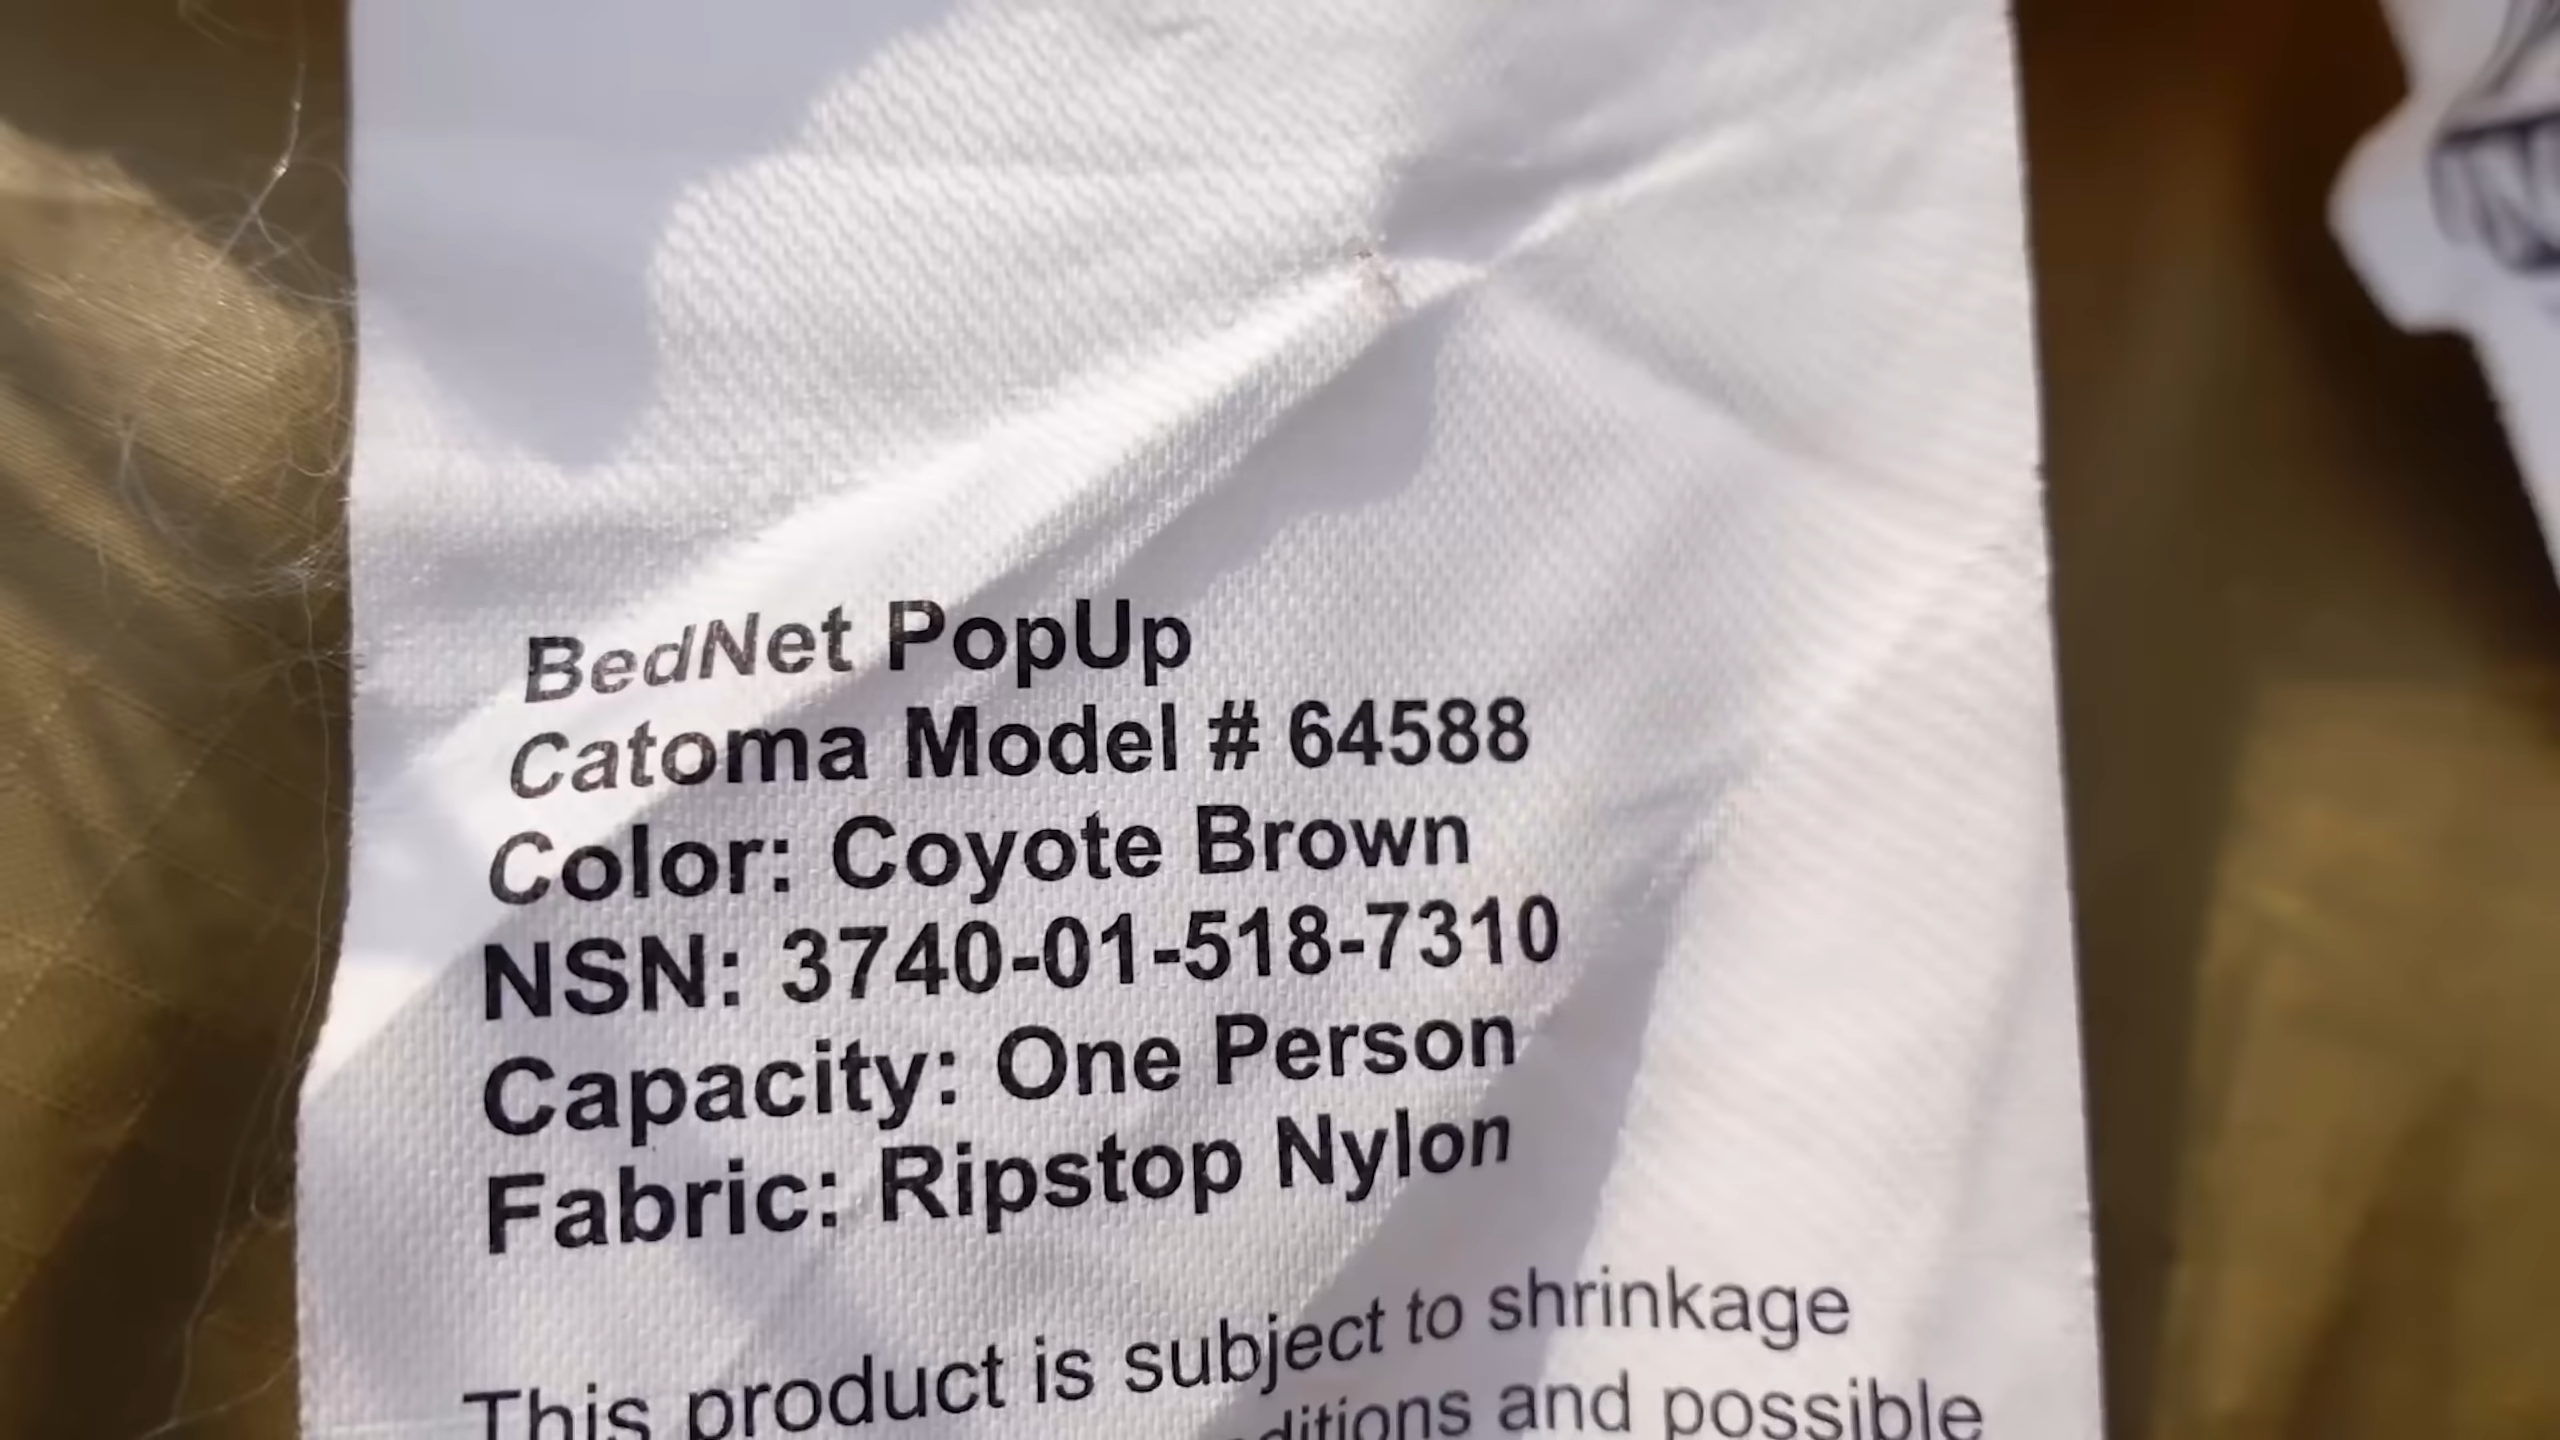 BedNet PopUp
Catoma Model # 64588
Color: Coyote Brown
NSN: 3740-01-518-7310
Capacity: One Person
Fabric: Ripstop Nylon
This product is subject to shrinkage
and possible